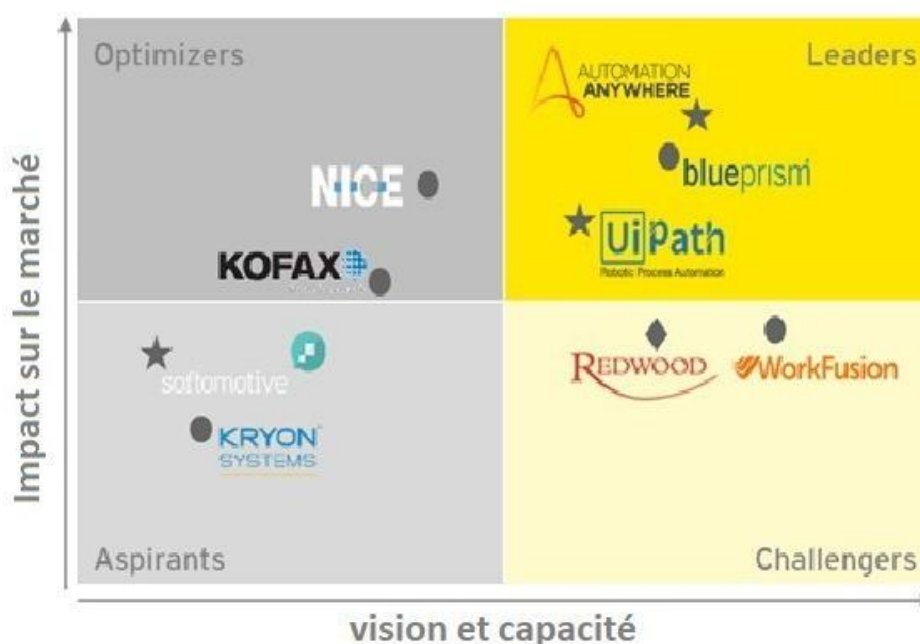 Optimizers
Leaders
AUTOMATION
ANYWHERE
blueprism
NICE
UiPath
Robotic Process Automation
KOFAX
softomotive
REDWOOD
WorkFusion
KRYON
SYSTEMS
Aspirants
Challengers
Impact sur le marché
vision et capacité